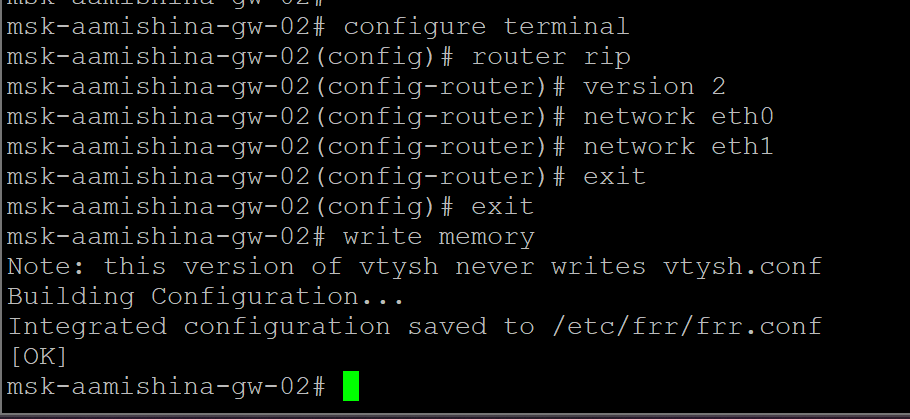 msk-aamishina-gw-02#
msk-aamishina-gw-02# configure terminal
msk-aamishina-gw-02(config)# router rip
msk-aamishina-gw-02(config-router)# version 2
msk-aamishina-gw-02(config-router)# network eth0
msk-aamishina-gw-02(config-router)# network eth1
msk-aamishina-gw-02(config-router)# exit
msk-aamishina-gw-02(config)# exit
msk-aamishina-gw-02# write memory
Note: this version of vtysh never writes vtysh.conf
Building Configuration...
Integrated configuration saved to /etc/frr/frr.conf
[OK]
msk-aamishina-gw-02#